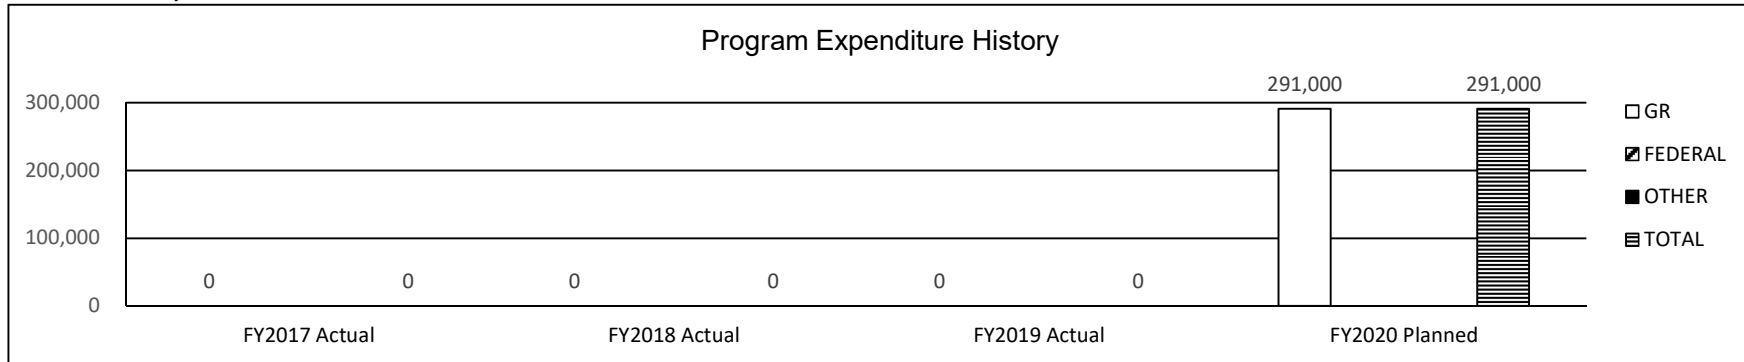 Program Expenditure History
291,000 291,000
300,000
200,000
100,000
0 0 0 0 0 0
0
FY2017 Actual FY2018 Actual FY2019 Actual FY2020 Planned
GR
FEDERAL
OTHER
TOTAL